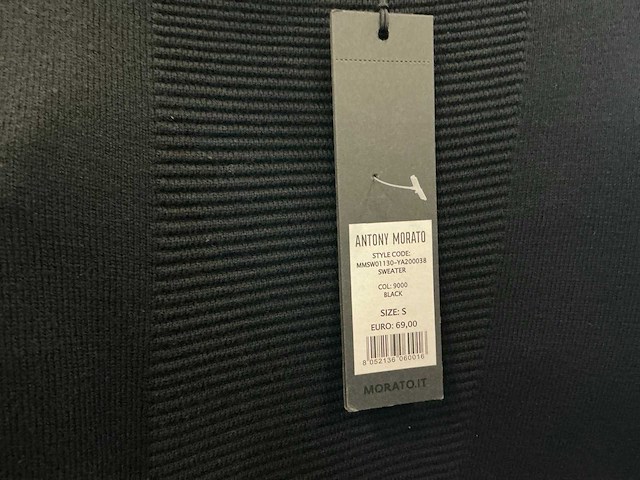 ANTONY MORATO
STYLE CODE:
MMSW01130-YA200038
SWEATER
COL: 9000
BLACK
SIZE: S
EURO: 69,00
8 052136 060016
MORATO.IT